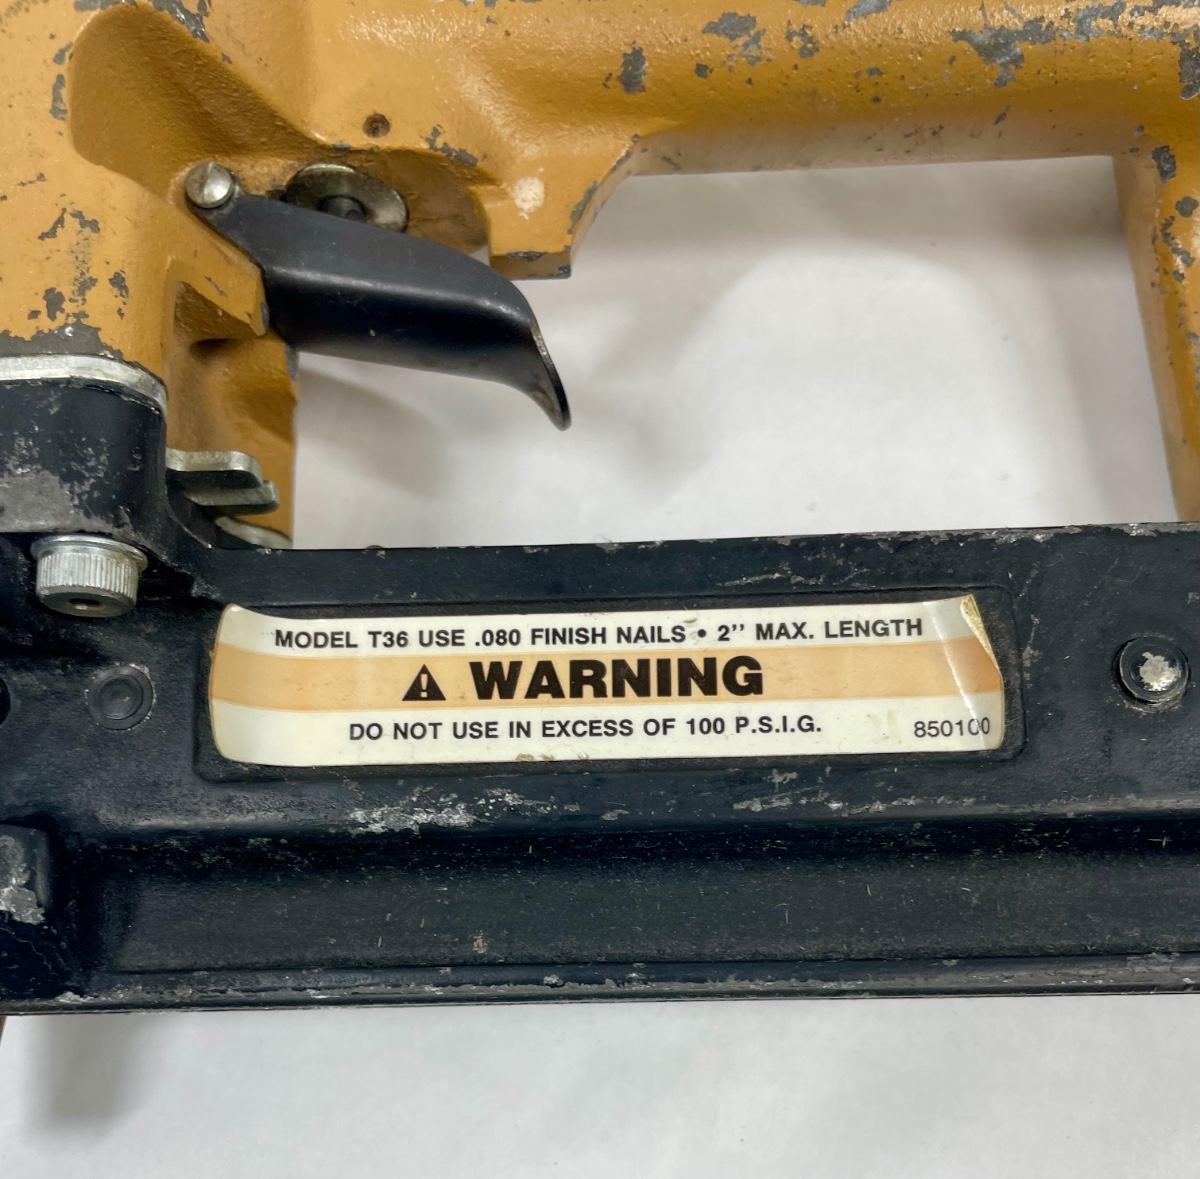 MODEL T36 USE .080 FINISH NAILS • 2'' MAX. LENGTH
⚠ WARNING
DO NOT USE IN EXCESS OF 100 P.S.I.G. 850100